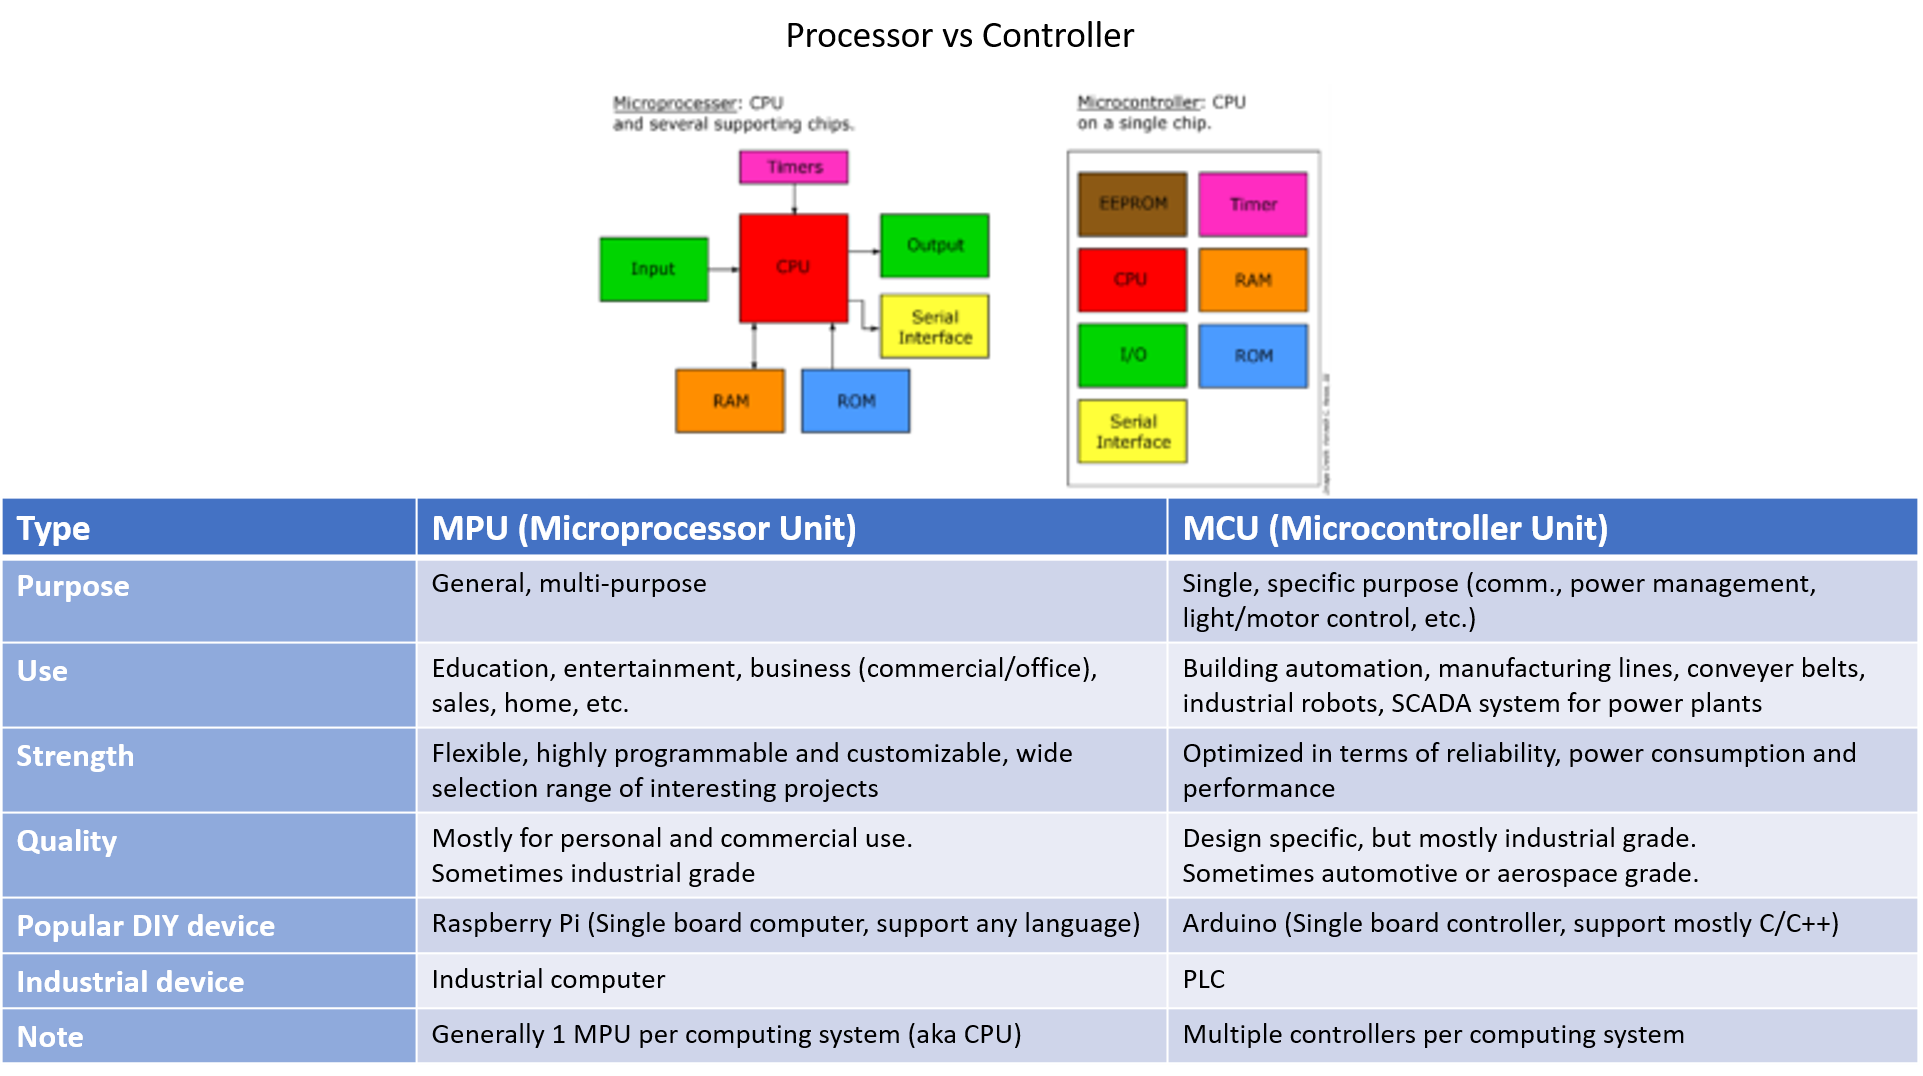 Processor vs Controller
Microprocesser: CPU
and several supporting chips.
Timers
Input
CPU
Output
Serial
Interface
RAM
ROM
Microcontroller: CPU
on a single chip.
EEPROM
Timer
CPU
RAM
I/O
ROM
Serial
Interface
Type
MPU (Microprocessor Unit)
MCU (Microcontroller Unit)
Purpose
General, multi-purpose
Single, specific purpose (comm., power management,
light/motor control, etc.)
Use
Education, entertainment, business (commercial/office),
sales, home, etc.
Building automation, manufacturing lines, conveyer belts,
industrial robots, SCADA system for power plants
Strength
Flexible, highly programmable and customizable, wide
selection range of interesting projects
Optimized in terms of reliability, power consumption and
performance
Quality
Mostly for personal and commercial use.
Sometimes industrial grade
Design specific, but mostly industrial grade.
Sometimes automotive or aerospace grade.
Popular DIY device
Raspberry Pi (Single board computer, support any language)
Arduino (Single board controller, support mostly C/C++)
Industrial device
Industrial computer
PLC
Note
Generally 1 MPU per computing system (aka CPU)
Multiple controllers per computing system